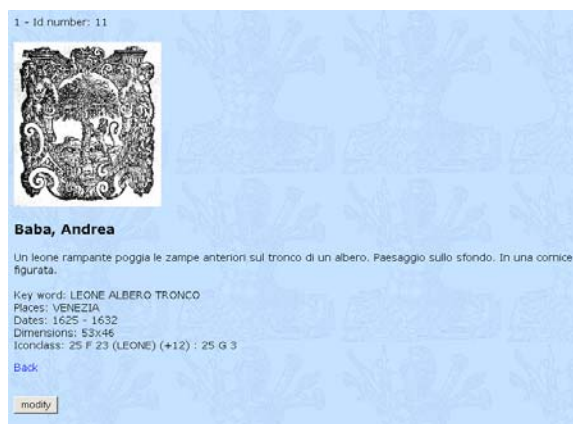 1 - Id number: 11
Baba, Andrea
Un leone rampante poggia le zampe anteriori sul tronco di un albero. Paesaggio sullo sfondo. In una cornice
figurata.
Key word: LEONE ALBERO TRONCO
Places: VENEZIA
Dates: 1625 - 1632
Dimensions: 53x46
Iconclass: 25 F 23 (LEONE) (+12) : 25 G 3
Back
modify